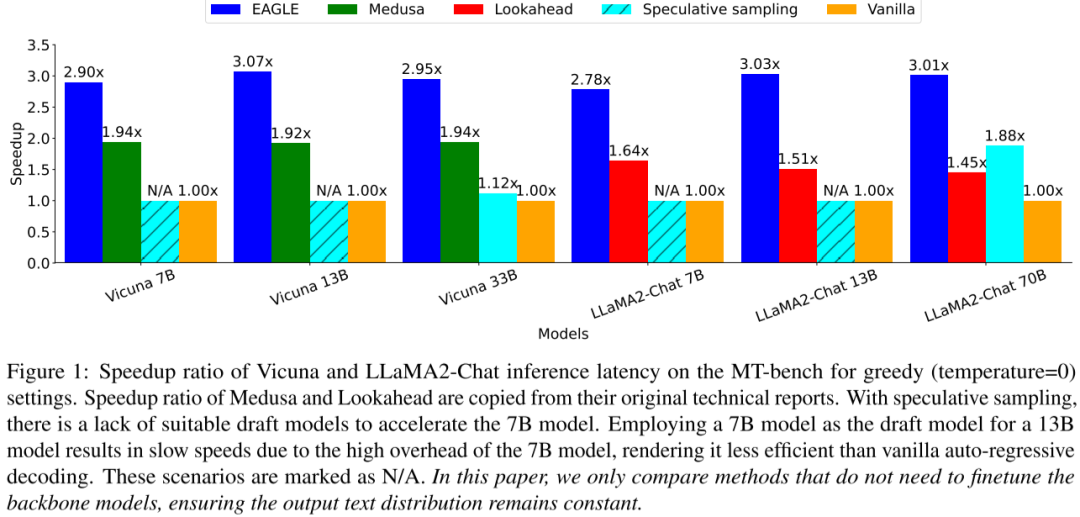 EAGLE Medusa Lookahead Speculative sampling Vanilla
3.5
3.0
2.5
2.0
1.5
1.0
0.5
0.0
Speedup
2.90x 1.94x N/A 1.00x
3.07x 1.92x N/A 1.00x
2.95x 1.94x 1.12x 1.00x
2.78x 1.64x N/A 1.00x
3.03x 1.51x N/A 1.00x
3.01x 1.45x 1.88x 1.00x
Vicuna 7B Vicuna 13B Vicuna 33B LLaMA2-Chat 7B LLaMA2-Chat 13B LLaMA2-Chat 70B
Models
Figure 1: Speedup ratio of Vicuna and LLaMA2-Chat inference latency on the MT-bench for greedy (temperature=0)
settings. Speedup ratio of Medusa and Lookahead are copied from their original technical reports. With speculative sampling,
there is a lack of suitable draft models to accelerate the 7B model. Employing a 7B model as the draft model for a 13B
model results in slow speeds due to the high overhead of the 7B model, rendering it less efficient than vanilla auto-regressive
decoding. These scenarios are marked as N/A. In this paper, we only compare methods that do not need to finetune the
backbone models, ensuring the output text distribution remains constant.